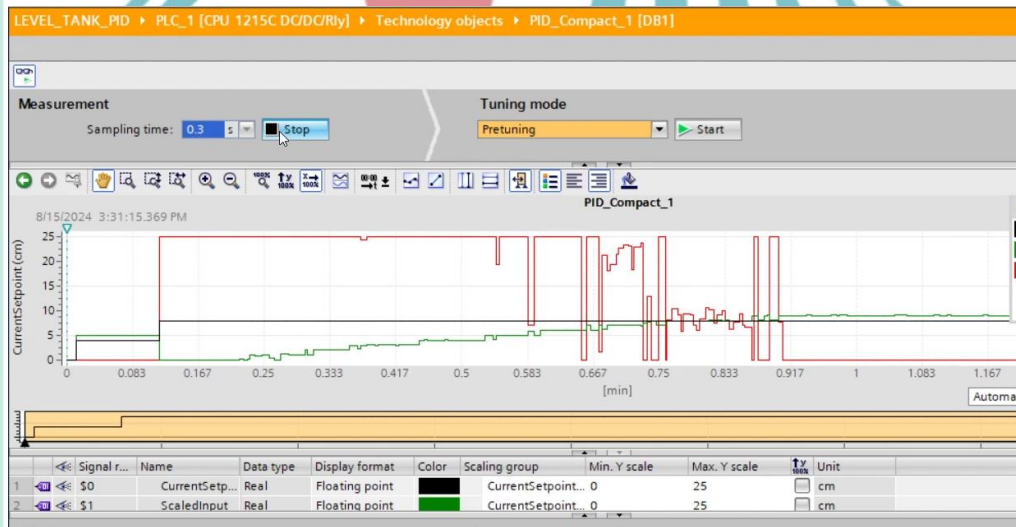 LEVEL_TANK_PID ▸ PLC_1 [CPU 1215C DC/DC/Rly] ▸ Technology objects ▸ PID_Compact_1 [DB1]
Measurement Tuning mode
Sampling time: 0.3 s Stop Pretuning Start
PID_Compact_1
8/15/2024 3:31:15.369 PM
CurrentSetpoint (cm)
25
20
15
10
5
0
0 0.083 0.167 0.25 0.333 0.417 0.5 0.583 0.667 0.75 0.833 0.917 1 1.083 1.167
[min]
Automa
Signal r... Name Data type Display format Color Scaling group Min. Y scale Max. Y scale Unit
1 $0 CurrentSetp... Real Floating point CurrentSetpoint... 0 25 cm
2 $1 ScaledInput Real Floating point CurrentSetpoint... 0 25 cm